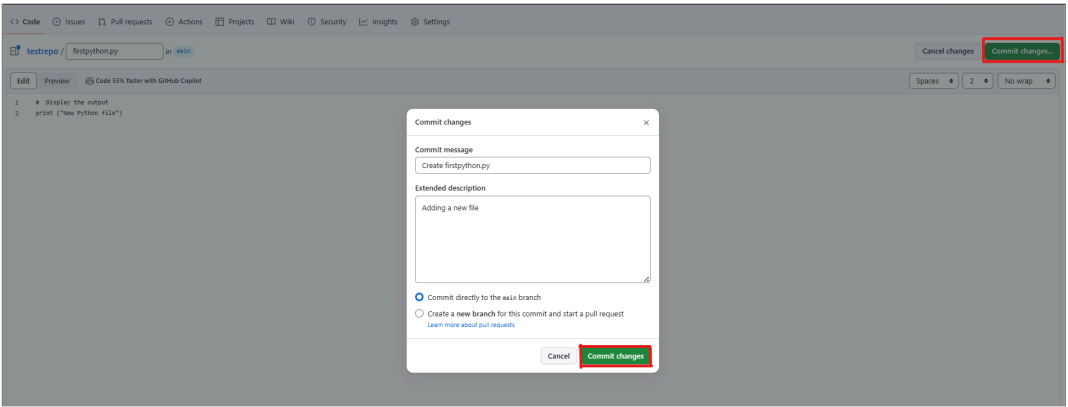 <> Code Issues Pull requests Actions Projects Wiki Security Insights Settings
testrepo / firstpython.py in main Cancel changes Commit changes...
Edit Preview Code 55% faster with GitHub Copilot Spaces 2 No wrap
1 # Display the output
2 print ("New Python file")
Commit changes ×
Commit message
Create firstpython.py
Extended description
Adding a new file
Commit directly to the main branch
Create a new branch for this commit and start a pull request
Learn more about pull requests
Cancel Commit changes